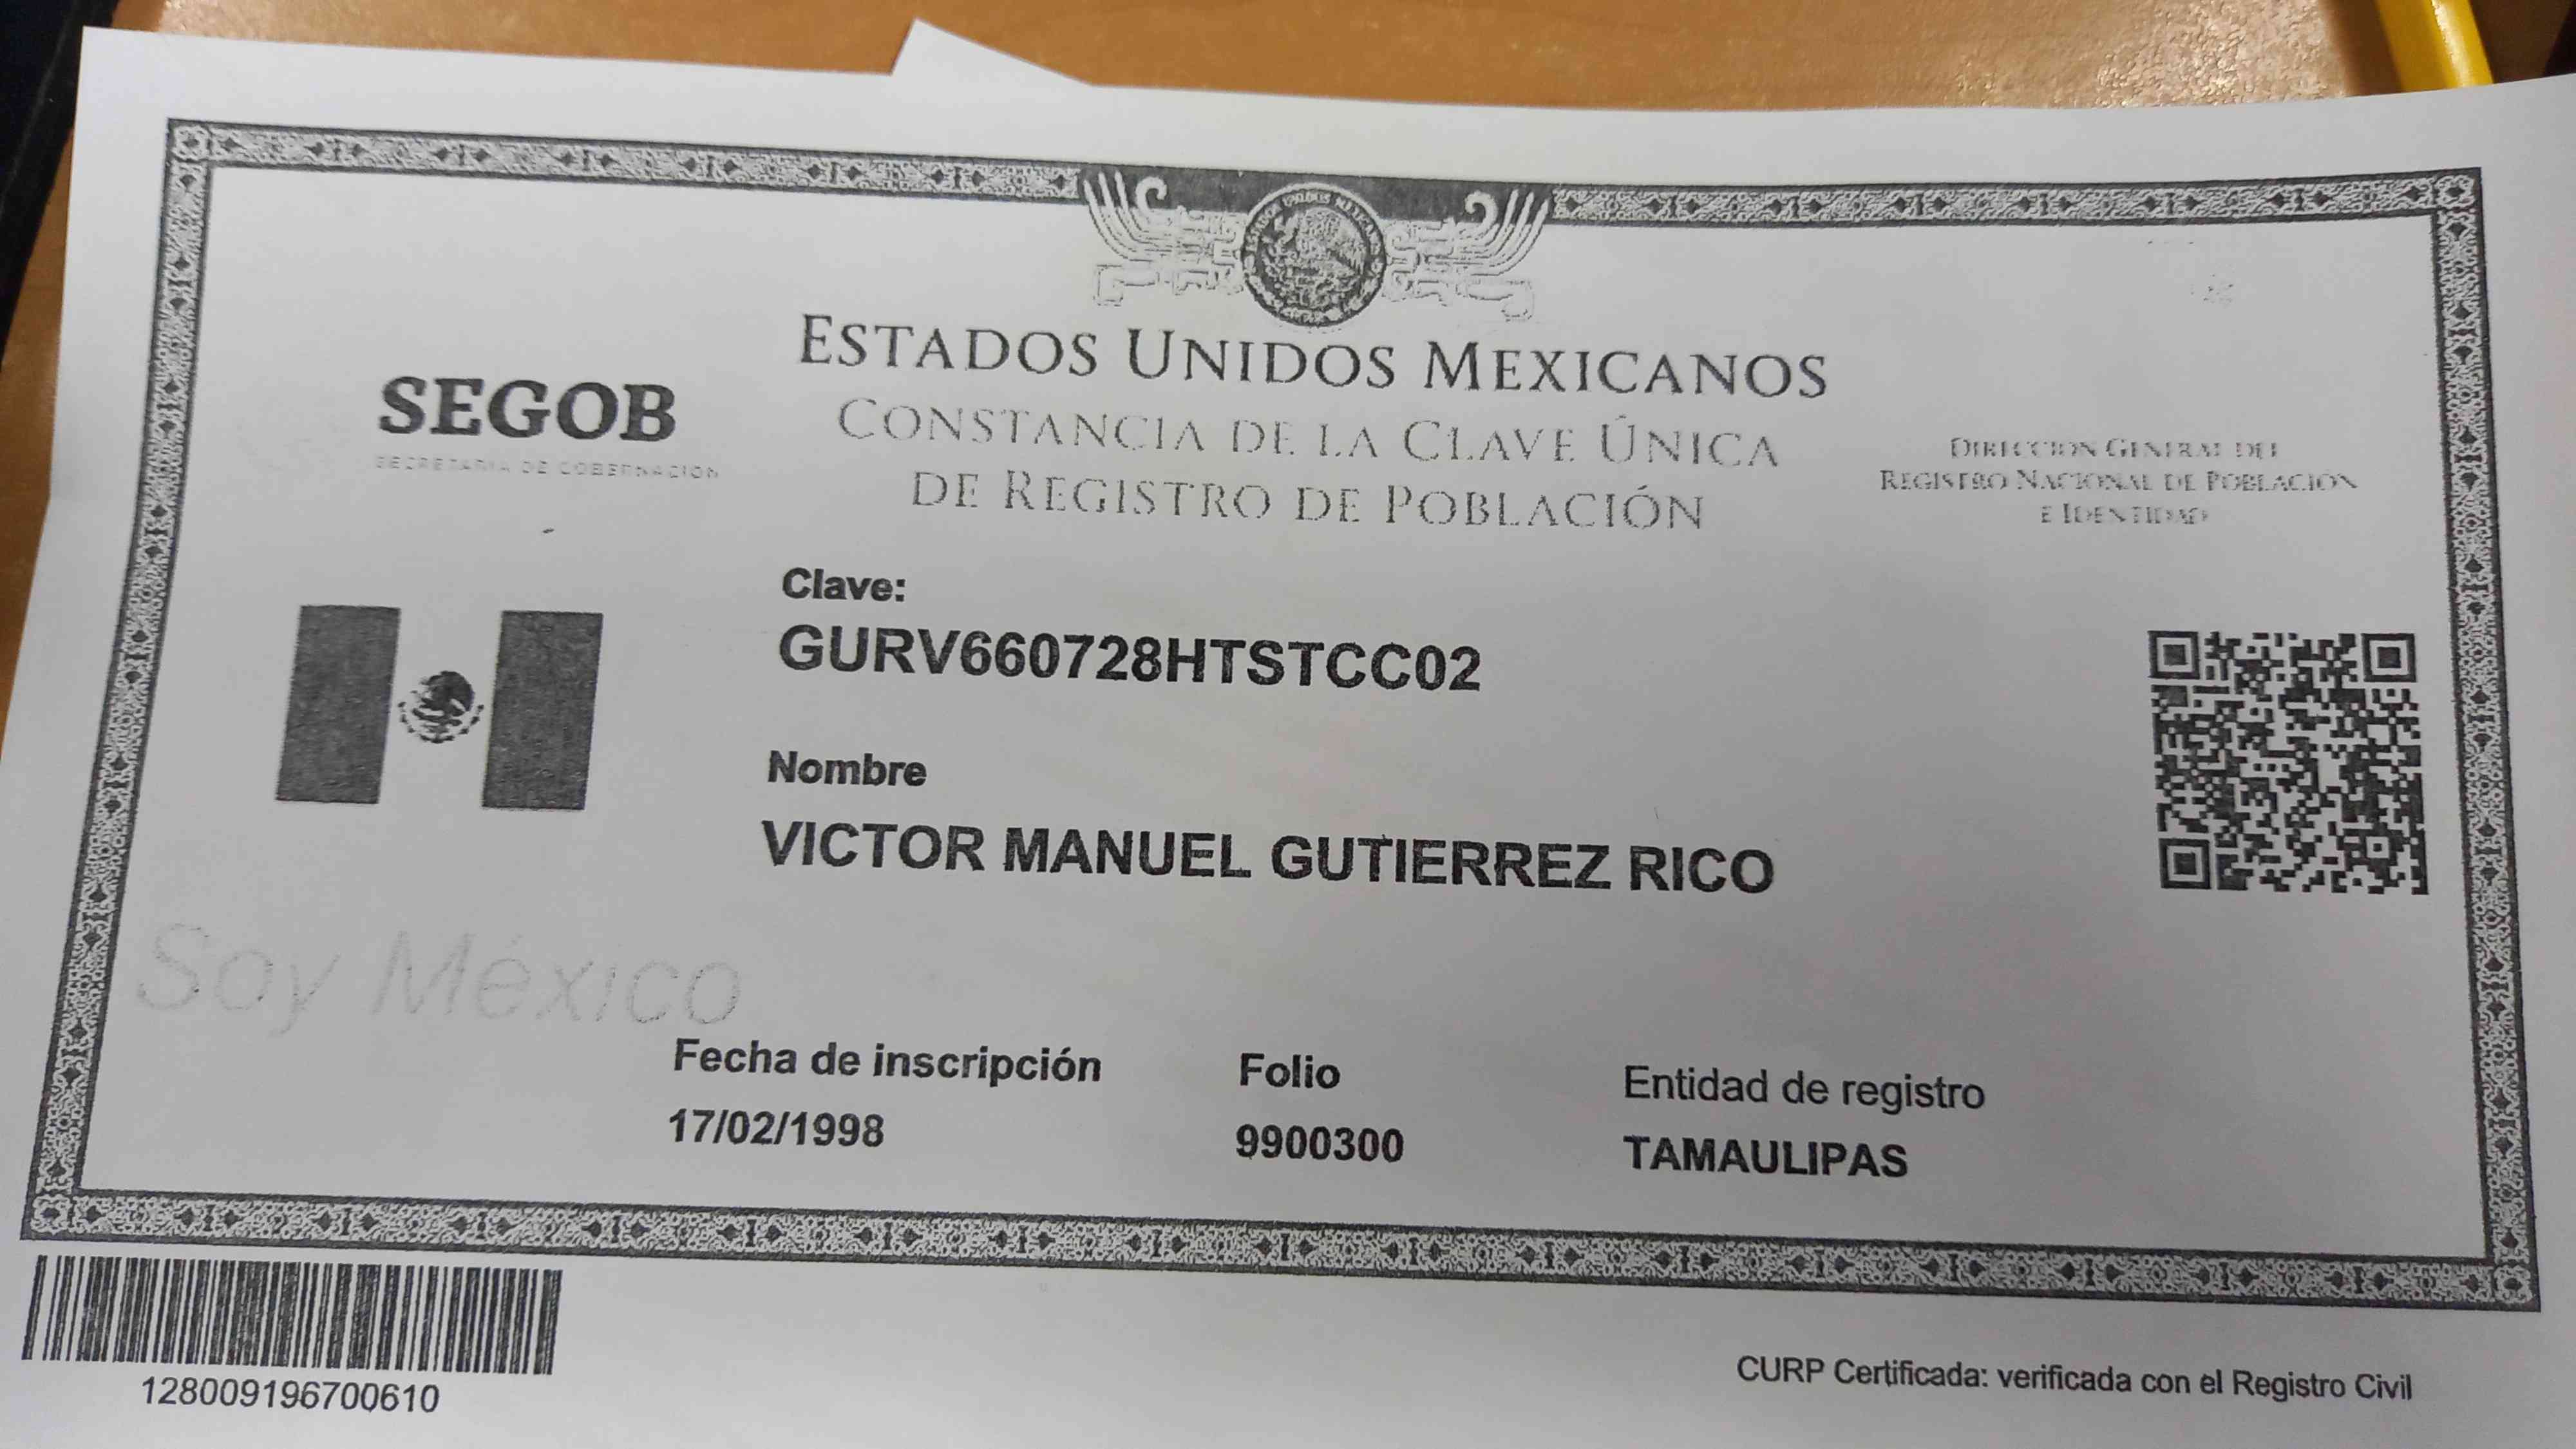 ESTADOS UNIDOS MEXICANOS
SEGOB
SECRETARÍA DE GOBERNACIÓN
CONSTANCIA DE LA CLAVE ÚNICA
DE REGISTRO DE POBLACIÓN
DIRECCIÓN GENERAL DEL
REGISTRO NACIONAL DE POBLACIÓN
E IDENTIDAD
Clave:
GURV660728HTSTCC02
Nombre
VICTOR MANUEL GUTIERREZ RICO
Soy México
Fecha de inscripción
Folio
Entidad de registro
17/02/1998
9900300
TAMAULIPAS
128009196700610
CURP Certificada: verificada con el Registro Civil